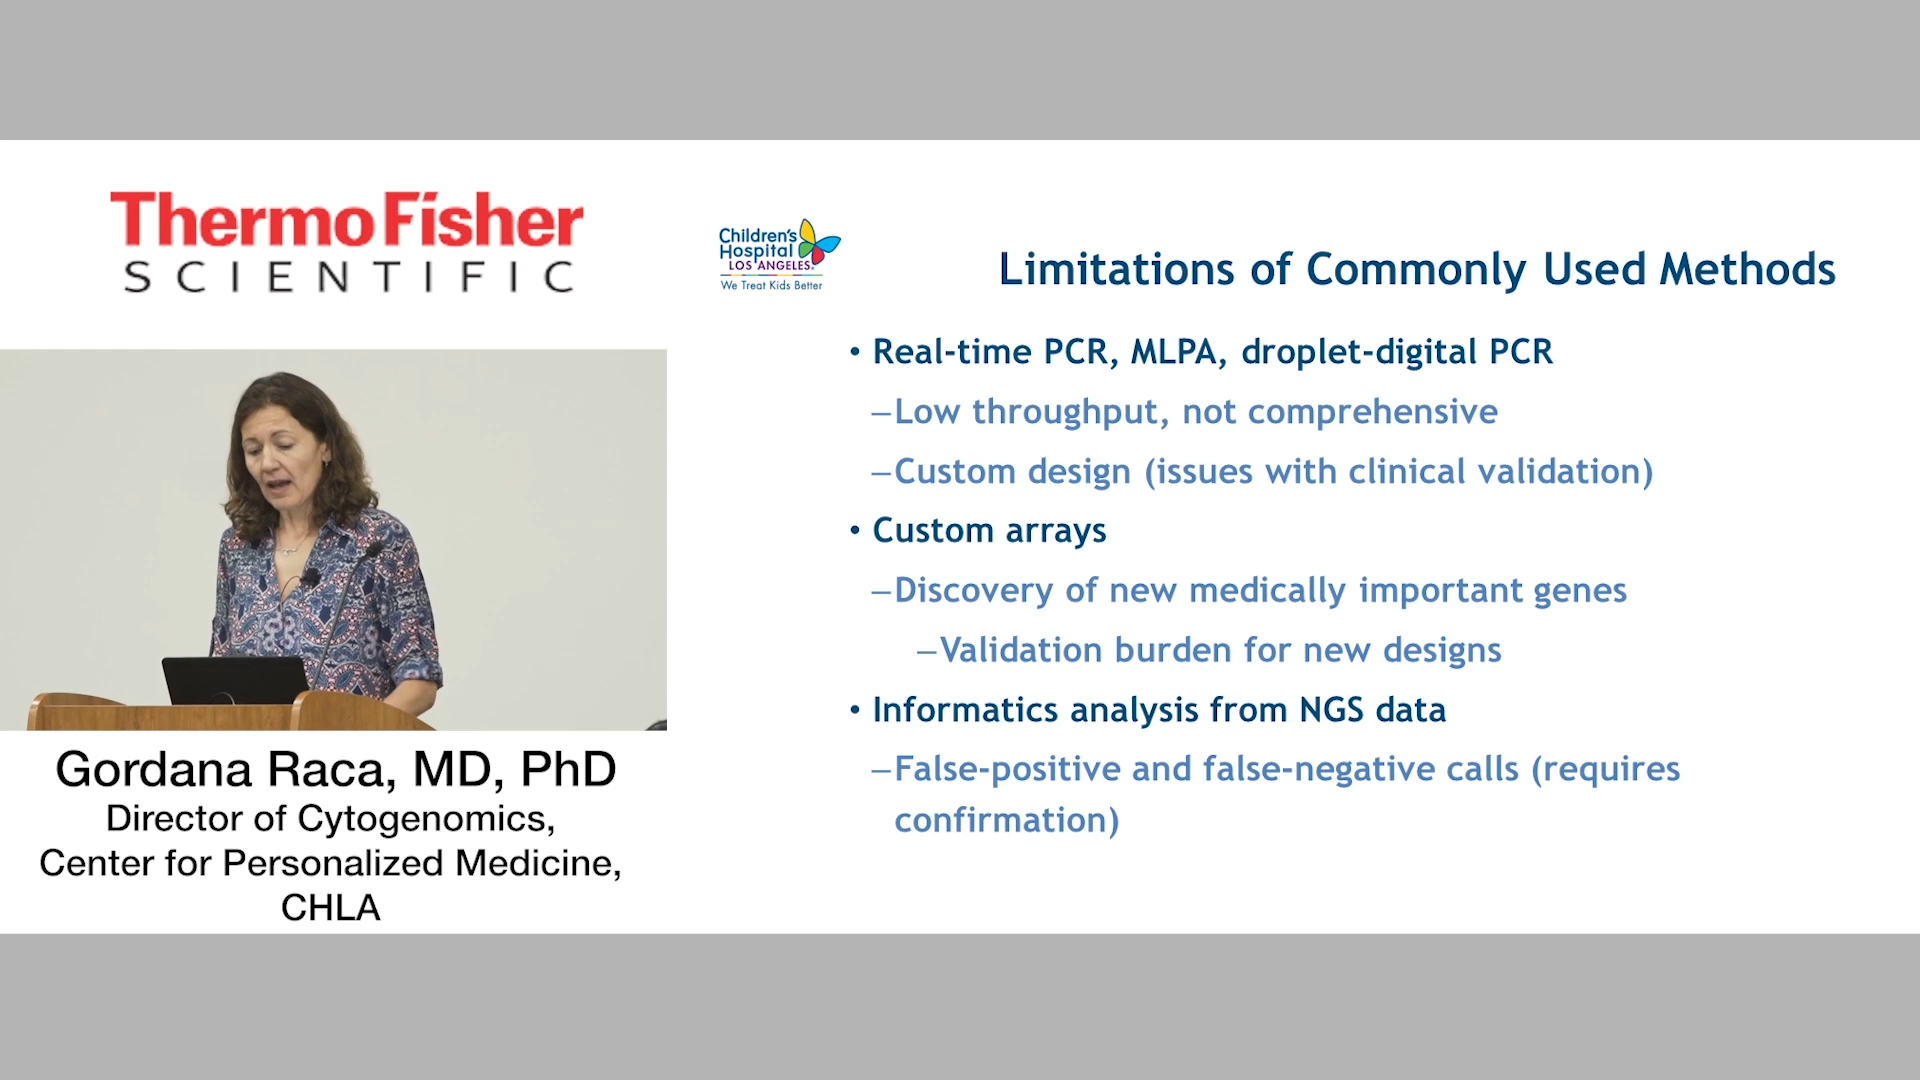 ThermoFisher
SCIENTIFIC
Children's
Hospital
LOS ANGELES
We Treat Kids Better
Limitations of Commonly Used Methods
• Real-time PCR, MLPA, droplet-digital PCR
–Low throughput, not comprehensive
–Custom design (issues with clinical validation)
• Custom arrays
–Discovery of new medically important genes
–Validation burden for new designs
• Informatics analysis from NGS data
–False-positive and false-negative calls (requires
confirmation)
Gordana Raca, MD, PhD
Director of Cytogenomics,
Center for Personalized Medicine,
CHLA